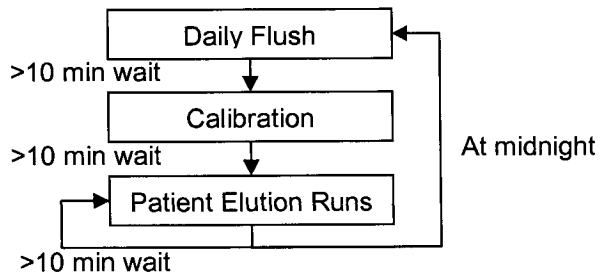 Daily Flush
>10 min wait
Calibration
>10 min wait
At midnight
Patient Elution Runs
>10 min wait